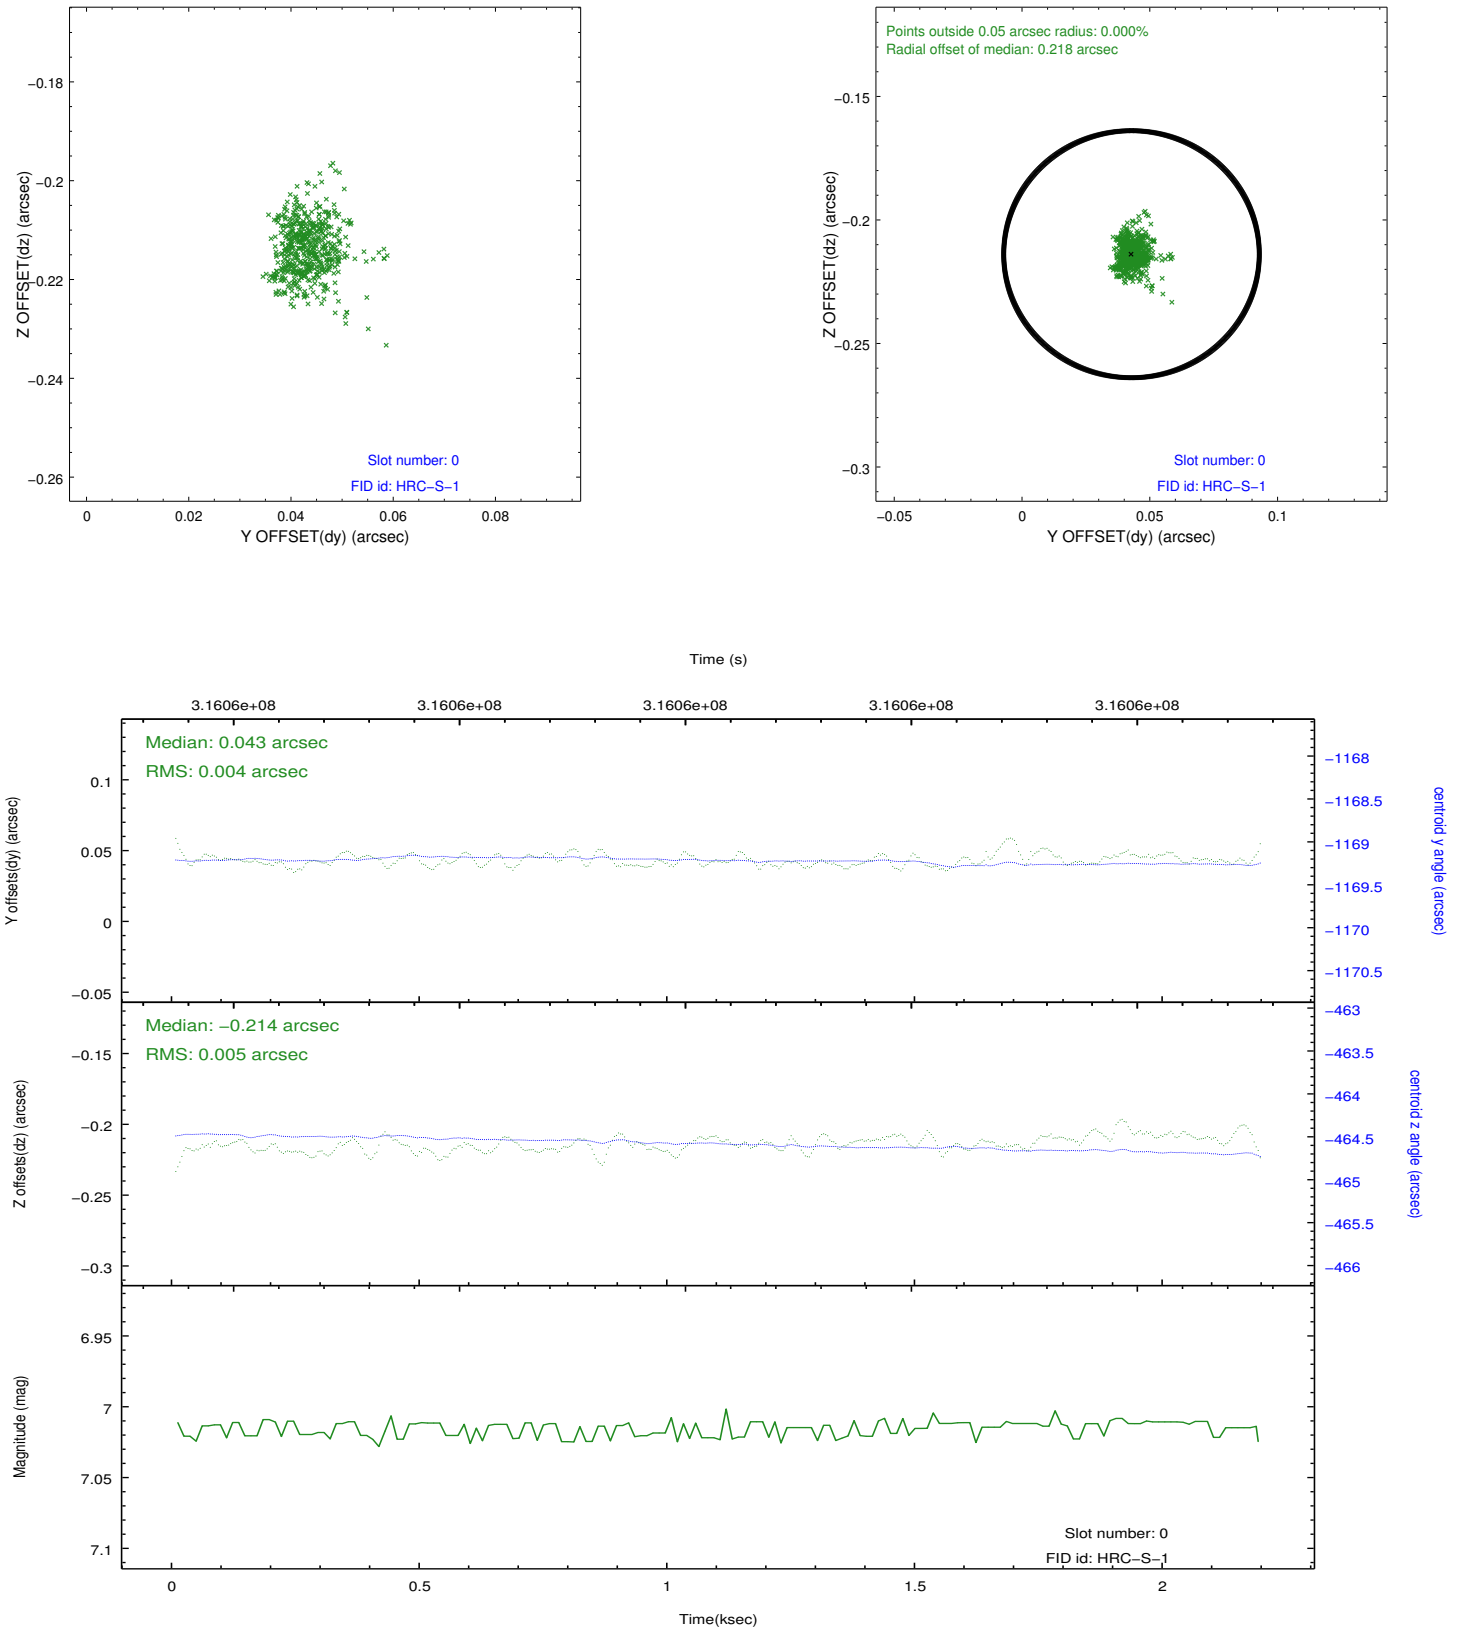 −0.18
−0.2
−0.22
−0.24
−0.26
Z OFFSET(dz) (arcsec)
Slot number: 0
FID id: HRC−S−1
0 0.02 0.04 0.06 0.08
Y OFFSET(dy) (arcsec)
Points outside 0.05 arcsec radius: 0.000%
Radial offset of median: 0.218 arcsec
−0.15
−0.2
−0.25
−0.3
Z OFFSET(dz) (arcsec)
Slot number: 0
FID id: HRC−S−1
−0.05 0 0.05 0.1
Y OFFSET(dy) (arcsec)
Time (s)
3.1606e+08 3.1606e+08 3.1606e+08 3.1606e+08 3.1606e+08
Median: 0.043 arcsec
RMS: 0.004 arcsec
0.1
0.05
0
−0.05
Y offsets(dy) (arcsec)
−1168
−1168.5
−1169
−1169.5
−1170
−1170.5
centroid y angle (arcsec)
Median: −0.214 arcsec
RMS: 0.005 arcsec
−0.15
−0.2
−0.25
−0.3
Z offsets(dz) (arcsec)
−463
−463.5
−464
−464.5
−465
−465.5
−466
centroid z angle (arcsec)
6.95
7
7.05
7.1
Magnitude (mag)
Slot number: 0
FID id: HRC−S−1
0 0.5 1 1.5 2
Time(ksec)